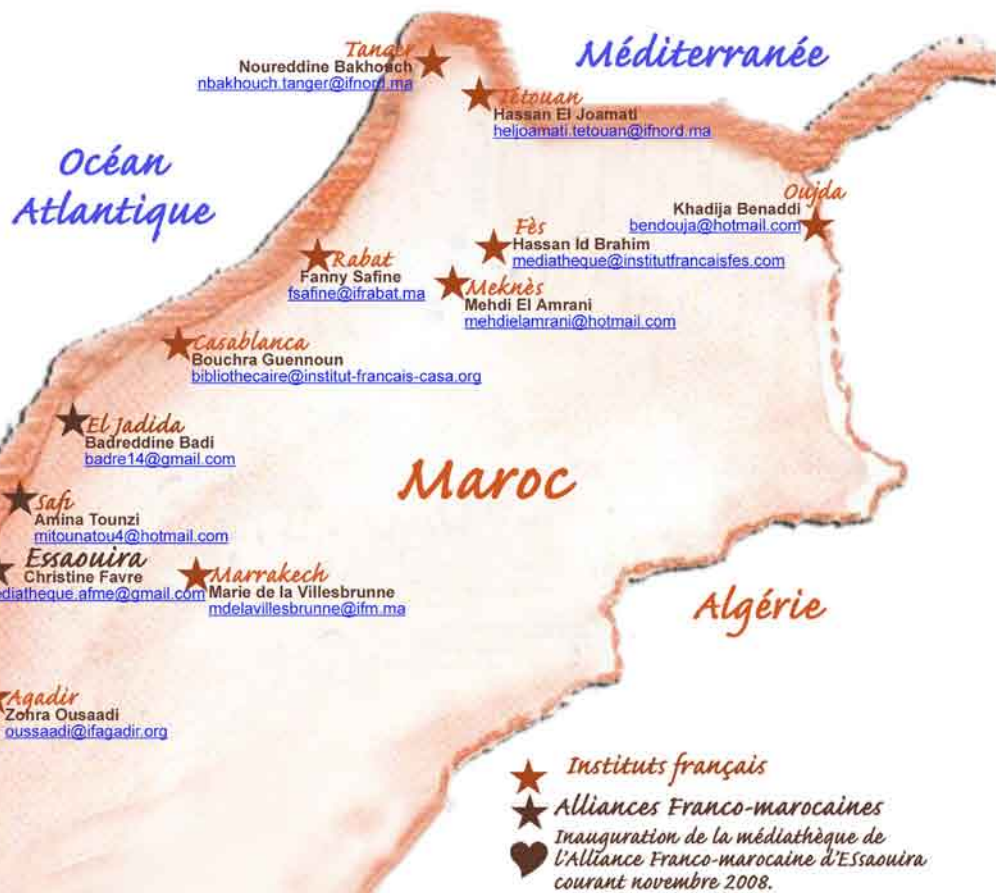 Tanger
Noureddine Bakhouch
nbakhouch.tanger@ifnord.ma
Méditerranée
Tétouan
Hassan El Joamati
heljoamati.tetouan@ifnord.ma
Océan
Atlantique
Oujda
Khadija Benaddi
bendouja@hotmail.com
Fès
Hassan Id Brahim
mediatheque@institutfrancaisfes.com
Rabat
Fanny Safine
fsafine@ifrabat.ma
Meknès
Mehdi El Amrani
mehdielamrani@hotmail.com
Casablanca
Bouchra Guennoun
bibliothecaire@institut-francais-casa.org
El Jadida
Badreddine Badi
badre14@gmail.com
Maroc
Safi
Amina Tounzi
mitounatou4@hotmail.com
Essaouira
Christine Favre
ediatheque.afme@gmail.com
Marrakech
Marie de la Villesbrunne
mdelavillesbrunne@ifm.ma
Algérie
Agadir
Zohra Ousaadi
oussaadi@ifagadir.org
Instituts français
Alliances Franco-marocaines
Inauguration de la médiathèque de
l'Alliance Franco-marocaine d'ESsaouira
courant novembre 2008.